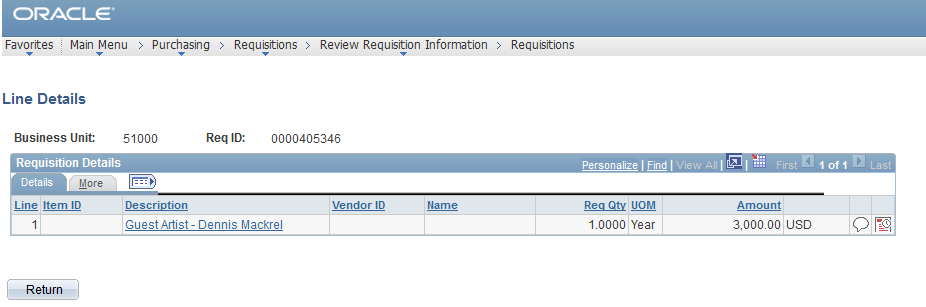 ORACLE®
Favorites Main Menu > Purchasing > Requisitions > Review Requisition Information > Requisitions
Line Details
Business Unit: 51000 Req ID: 0000405346
Requisition Details Personalize | Find | View All | | First 1 of 1 Last
Details More
Line Item ID Description Vendor ID Name Req Qty UOM Amount
1 Guest Artist - Dennis Mackrel 1.0000 Year 3,000.00 USD
Return